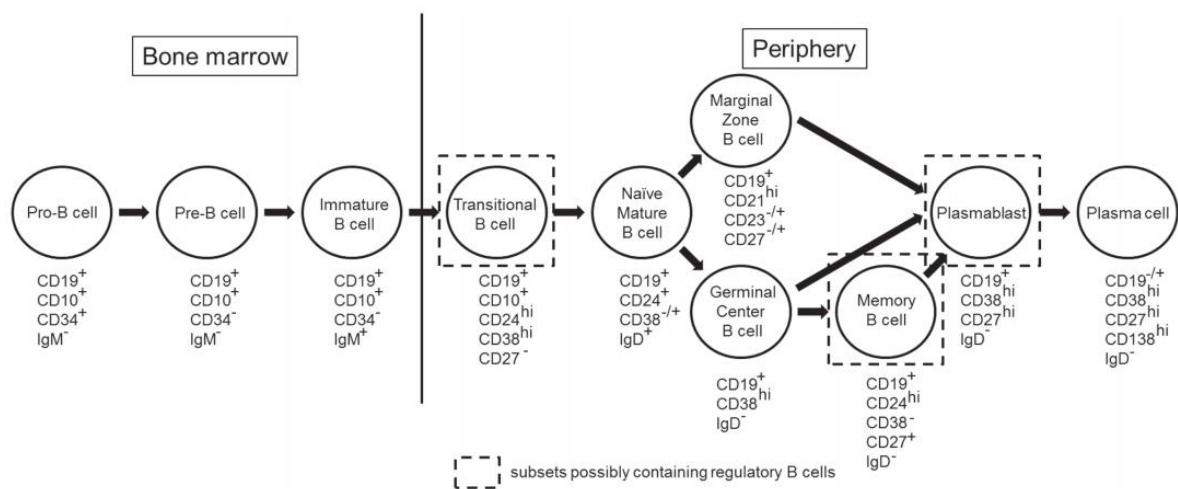 Bone marrow
Periphery
Pro-B cell
CD19⁺
CD10⁺
CD34⁺
IgM⁻
Pre-B cell
CD19⁺
CD10⁺
CD34⁻
IgM⁻
Immature
B cell
CD19⁺
CD10⁺
CD34⁻
IgM⁺
Transitional
B cell
CD19⁺
CD10⁺
CD24ʰⁱ
CD38ʰⁱ
CD27⁻
Naïve
Mature
B cell
CD19⁺
CD24⁺
CD38⁻/⁺
IgD⁺
Marginal
Zone
B cell
CD19⁺
CD21ʰⁱ
CD23⁻/⁺
CD27⁻/⁺
Germinal
Center
B cell
CD19⁺
CD38ʰⁱ
IgD⁻
Memory
B cell
CD19⁺
CD24ʰⁱ
CD38⁻
CD27⁺
IgD⁻
Plasmablast
CD19⁺
CD38ʰⁱ
CD27ʰⁱ
IgD⁻
Plasma cell
CD19⁻/⁺
CD38ʰⁱ
CD27ʰⁱ
CD138ʰⁱ
IgD⁻
subsets possibly containing regulatory B cells